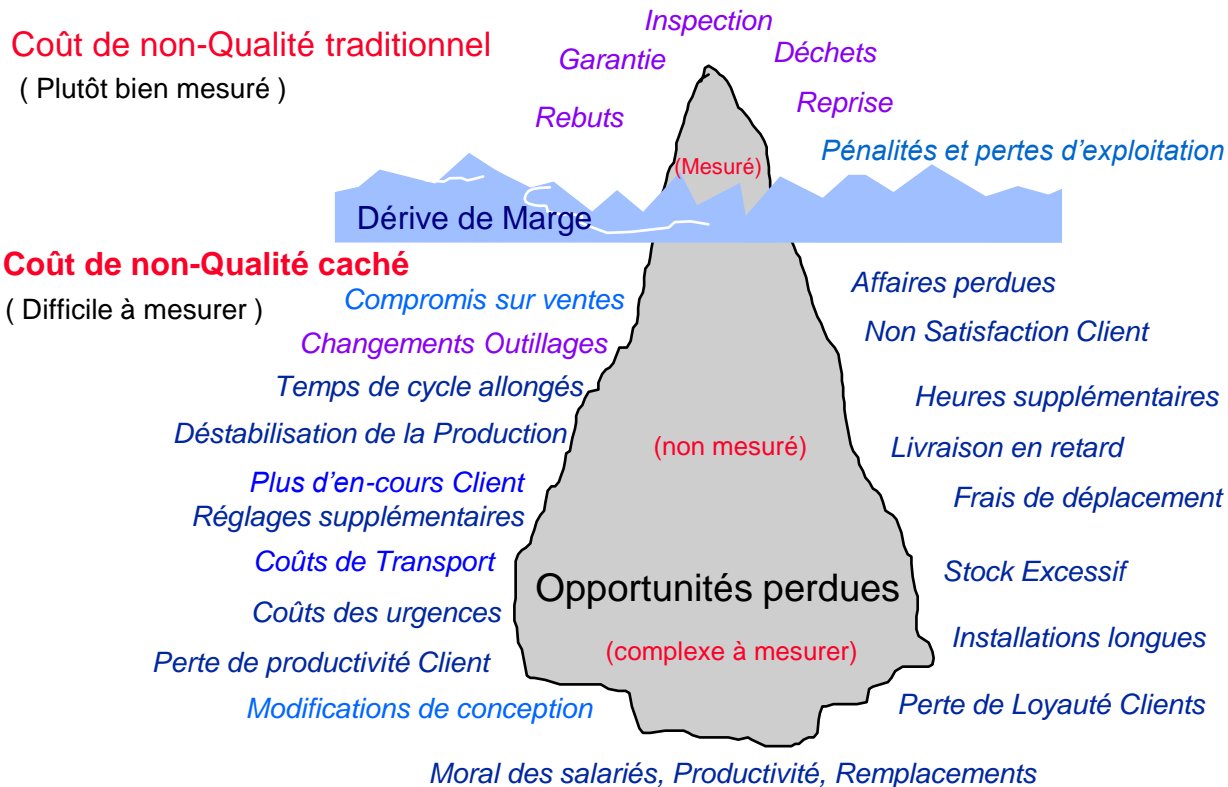 Inspection
Coût de non-Qualité traditionnel
Garantie
Déchets
( Plutôt bien mesuré )
Rebuts
Reprise
(Mesuré)
Pénalités et pertes d’exploitation
Dérive de Marge
Coût de non-Qualité caché
( Difficile à mesurer )
Compromis sur ventes
Affaires perdues
Changements Outillages
Non Satisfaction Client
Temps de cycle allongés
Heures supplémentaires
Déstabilisation de la Production
(non mesuré)
Livraison en retard
Plus d’en-cours Client
Frais de déplacement
Réglages supplémentaires
Coûts de Transport
Stock Excessif
Opportunités perdues
Coûts des urgences
Installations longues
(complexe à mesurer)
Perte de productivité Client
Modifications de conception
Perte de Loyauté Clients
Moral des salariés, Productivité, Remplacements